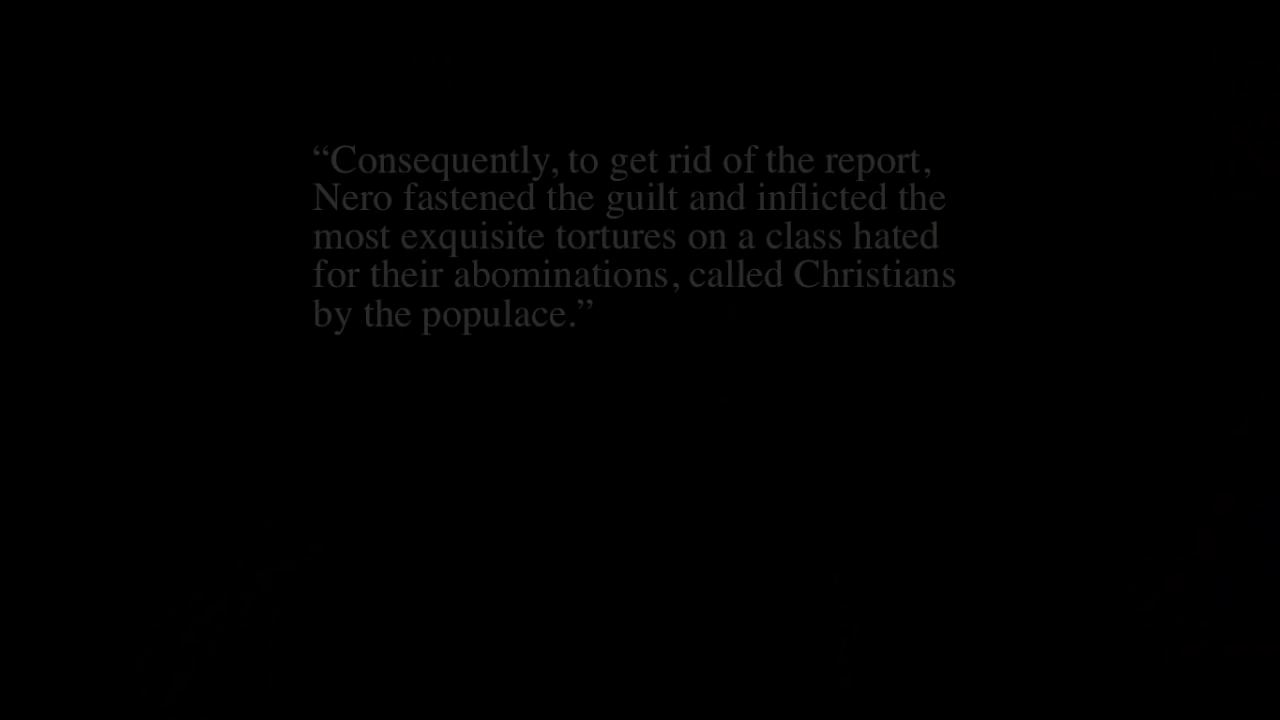 “Consequently, to get rid of the report,
Nero fastened the guilt and inflicted the
most exquisite tortures on a class hated
for their abominations, called Christians
by the populace.”